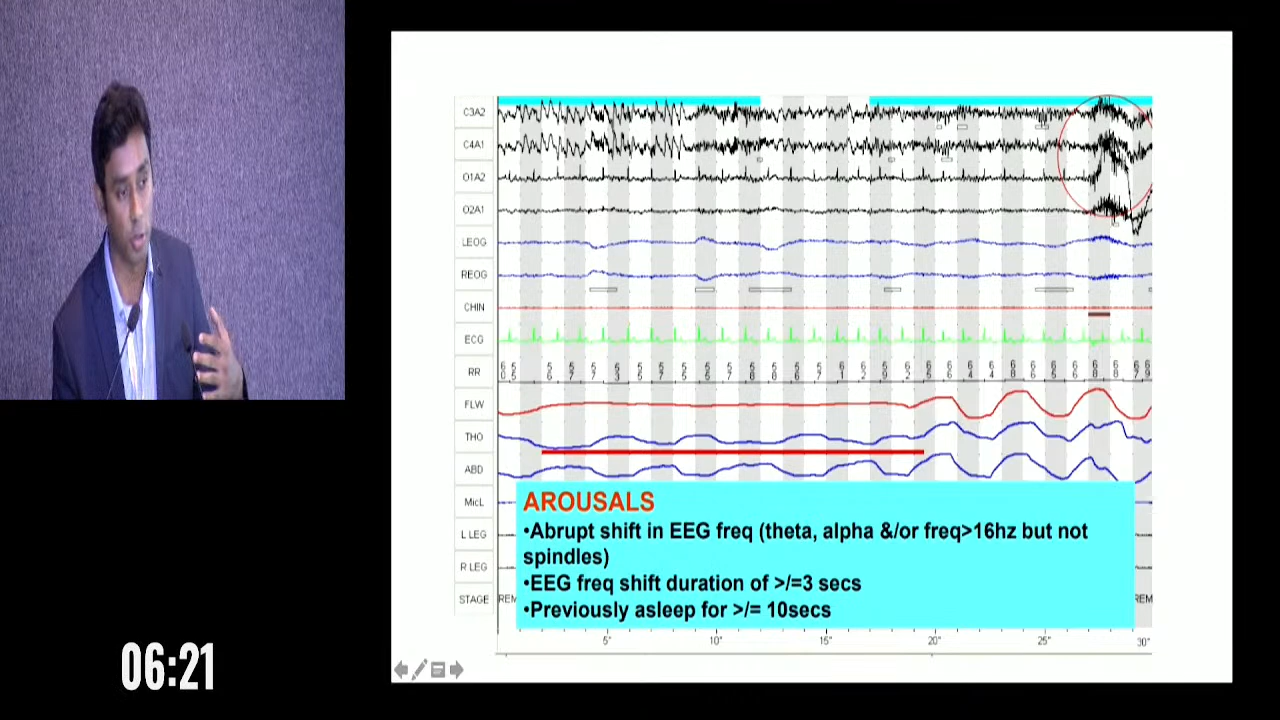 C3A2
C4A1
O1A2
O2A1
LEOG
REOG
CHIN
ECG
RR
FLW
THO
ABD
MicL
L LEG
R LEG
STAGE
REM
REM
AROUSALS
•Abrupt shift in EEG freq (theta, alpha &/or freq>16hz but not
spindles)
•EEG freq shift duration of >/=3 secs
•Previously asleep for >/= 10secs
5"
10"
15"
20"
25"
30"
06:21